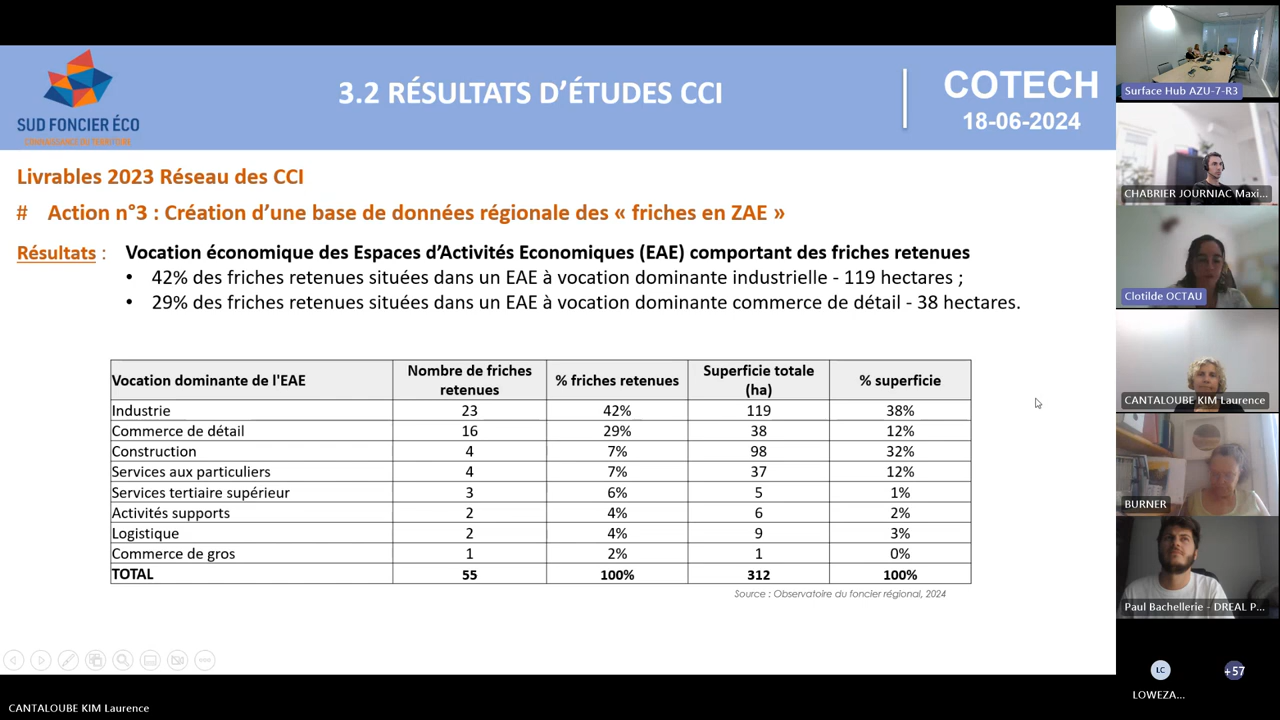 3.2 RÉSULTATS D’ÉTUDES CCI
COTECH
18-06-2024
SUD FONCIER ÉCO
CONNAISSANCE DU TERRITOIRE
Livrables 2023 Réseau des CCI
# Action n°3 : Création d’une base de données régionale des « friches en ZAE »
Résultats : Vocation économique des Espaces d’Activités Economiques (EAE) comportant des friches retenues
• 42% des friches retenues situées dans un EAE à vocation dominante industrielle - 119 hectares ;
• 29% des friches retenues situées dans un EAE à vocation dominante commerce de détail - 38 hectares.
Vocation dominante de l'EAE Nombre de friches retenues % friches retenues Superficie totale (ha) % superficie
Industrie 23 42% 119 38%
Commerce de détail 16 29% 38 12%
Construction 4 7% 98 32%
Services aux particuliers 4 7% 37 12%
Services tertiaire supérieur 3 6% 5 1%
Activités supports 2 4% 6 2%
Logistique 2 4% 9 3%
Commerce de gros 1 2% 1 0%
TOTAL 55 100% 312 100%
Source : Observatoire du foncier régional, 2024
CANTALOUBE KIM Laurence
Surface Hub AZU-7-R3
CHABRIER JOURNIAC Maxi...
Clotilde OCTAU
CANTALOUBE KIM Laurence
BURNER
Paul Bachellerie - DREAL P...
LC
+57
LOWEZA...